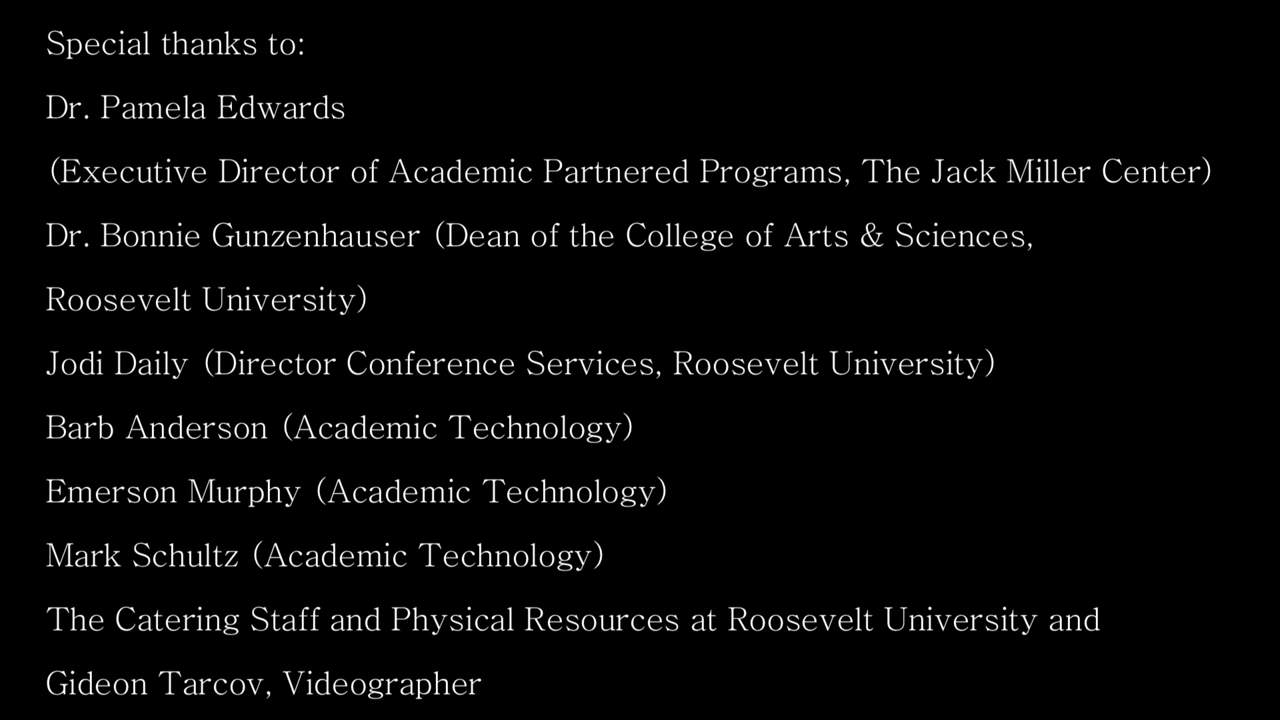 Special thanks to:
Dr. Pamela Edwards
(Executive Director of Academic Partnered Programs, The Jack Miller Center)
Dr. Bonnie Gunzenhauser (Dean of the College of Arts & Sciences,
Roosevelt University)
Jodi Daily (Director Conference Services, Roosevelt University)
Barb Anderson (Academic Technology)
Emerson Murphy (Academic Technology)
Mark Schultz (Academic Technology)
The Catering Staff and Physical Resources at Roosevelt University and
Gideon Tarcov, Videographer